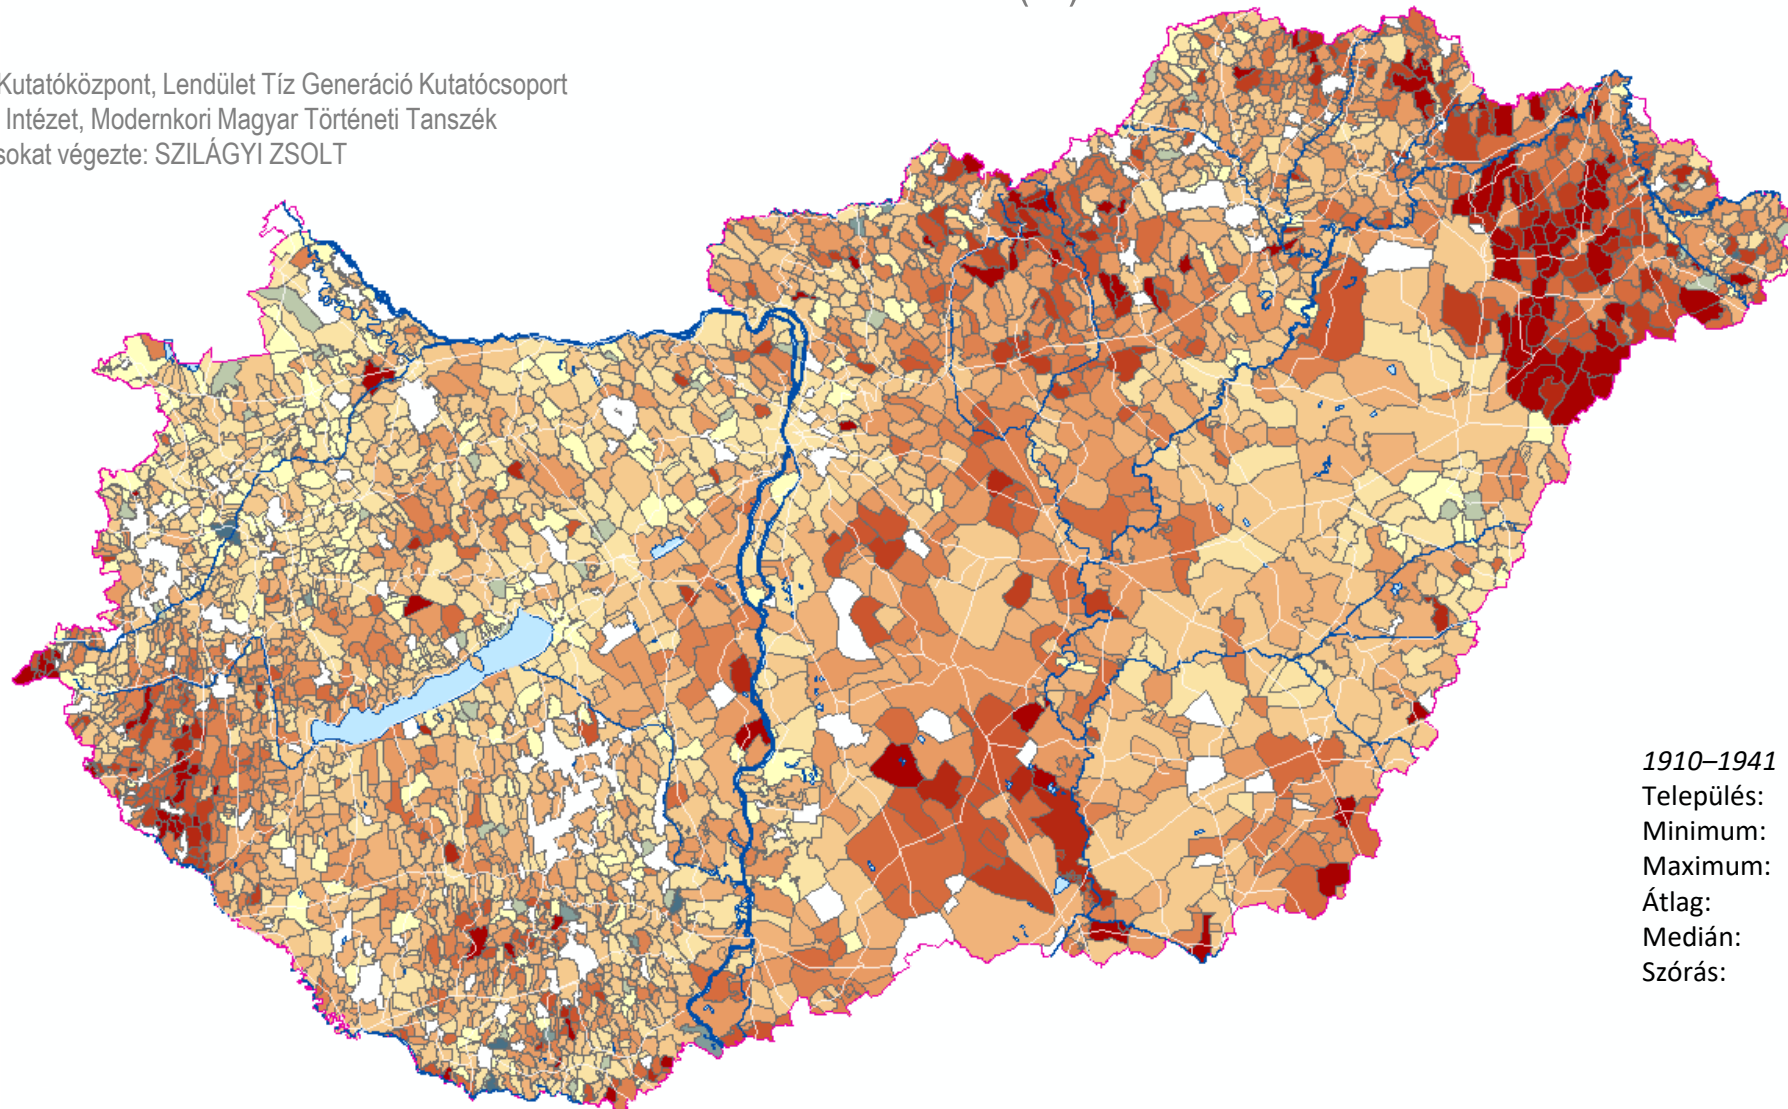 Kutatóközpont, Lendület Tíz Generáció Kutatócsoport
Intézet, Modernkori Magyar Történeti Tanszék
sokat végezte: SZILÁGYI ZSOLT
1910–1941
Település:
Minimum:
Maximum:
Átlag:
Medián:
Szórás: